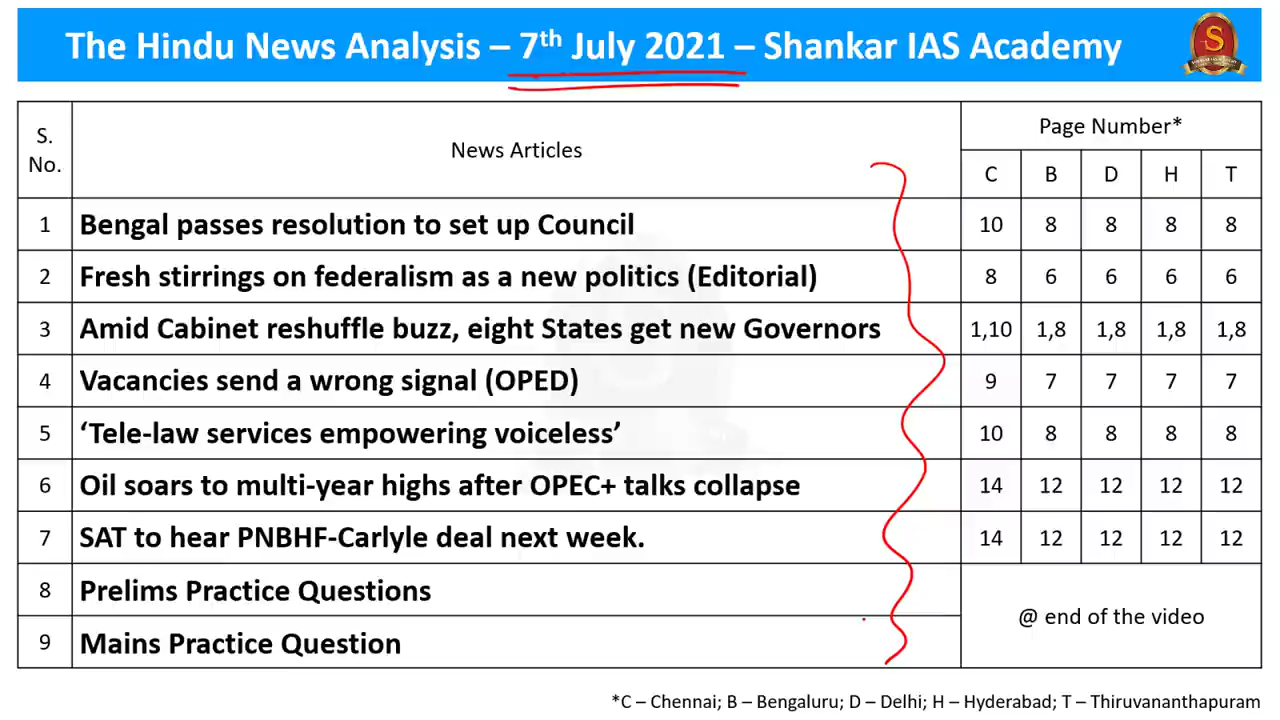 The Hindu News Analysis – 7th July 2021 – Shankar IAS Academy
S. No. News Articles Page Number*
C B D H T
1 Bengal passes resolution to set up Council 10 8 8 8 8
2 Fresh stirrings on federalism as a new politics (Editorial) 8 6 6 6 6
3 Amid Cabinet reshuffle buzz, eight States get new Governors 1,10 1,8 1,8 1,8 1,8
4 Vacancies send a wrong signal (OPED) 9 7 7 7 7
5 ‘Tele-law services empowering voiceless’ 10 8 8 8 8
6 Oil soars to multi-year highs after OPEC+ talks collapse 14 12 12 12 12
7 SAT to hear PNBHF-Carlyle deal next week. 14 12 12 12 12
8 Prelims Practice Questions
@ end of the video
9 Mains Practice Question
*C – Chennai; B – Bengaluru; D – Delhi; H – Hyderabad; T – Thiruvananthapuram